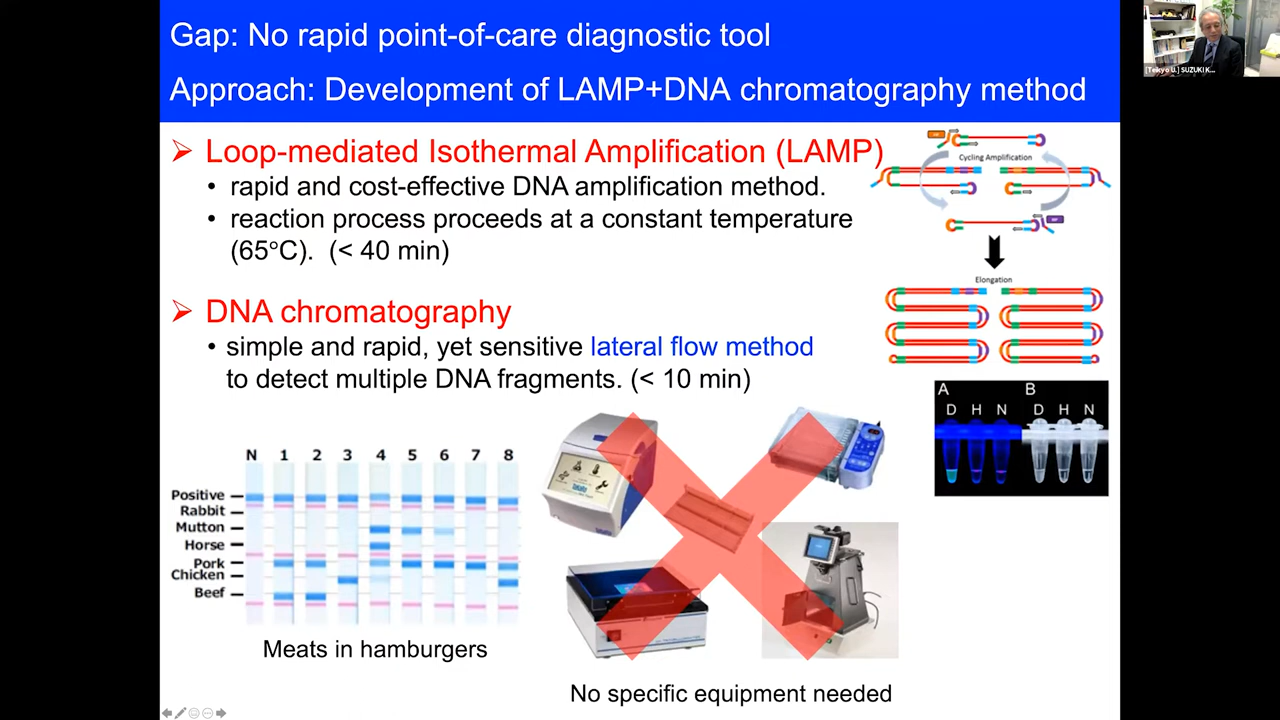 Gap: No rapid point-of-care diagnostic tool
Approach: Development of LAMP+DNA chromatography method
[Teikyo U.] SUZUKI K...
➢ Loop-mediated Isothermal Amplification (LAMP)
• rapid and cost-effective DNA amplification method.
• reaction process proceeds at a constant temperature
(65°C). (< 40 min)
Cycling Amplification
Elongation
➢ DNA chromatography
• simple and rapid, yet sensitive lateral flow method
to detect multiple DNA fragments. (< 10 min)
A B
D H N D H N
N 1 2 3 4 5 6 7 8
Positive
Rabbit
Mutton
Horse
Pork
Chicken
Beef
Meats in hamburgers
No specific equipment needed